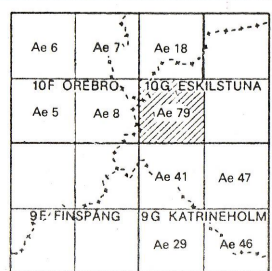 Ae 6 Ae 7 Ae 18
10F ÖREBRO 10G ESKILSTUNA
Ae 5 Ae 8 Ae 79
Ae 41 Ae 47
9F FINSPÅNG 9G KATRINEHOLM
Ae 29 Ae 46